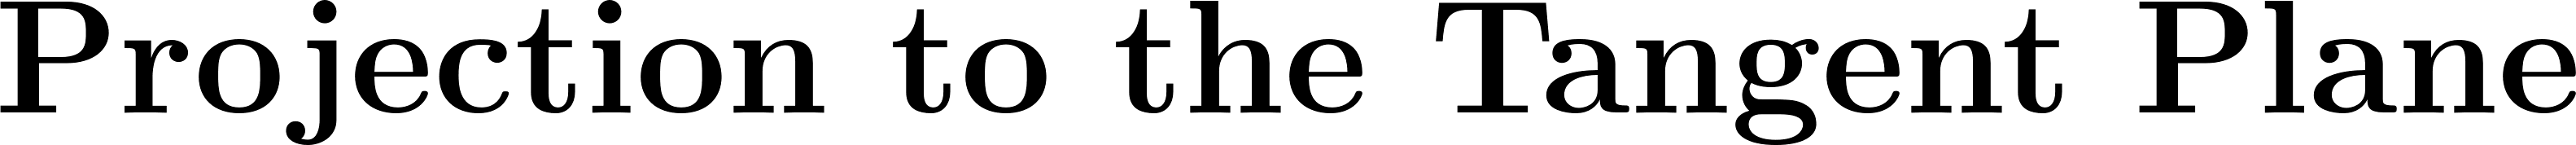 Projection to the Tangent Plane